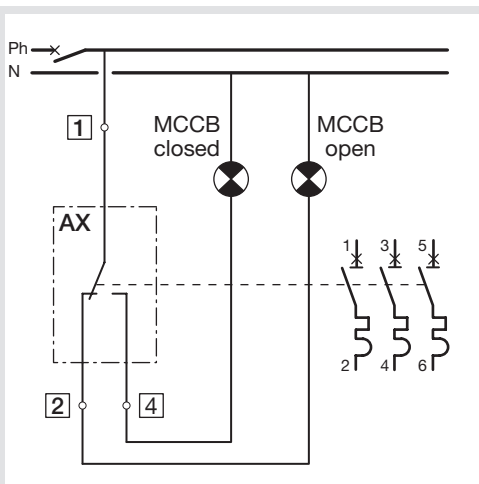 Ph
N
1
MCCB
closed
MCCB
open
AX
1 3 5
2 4 6
2 4